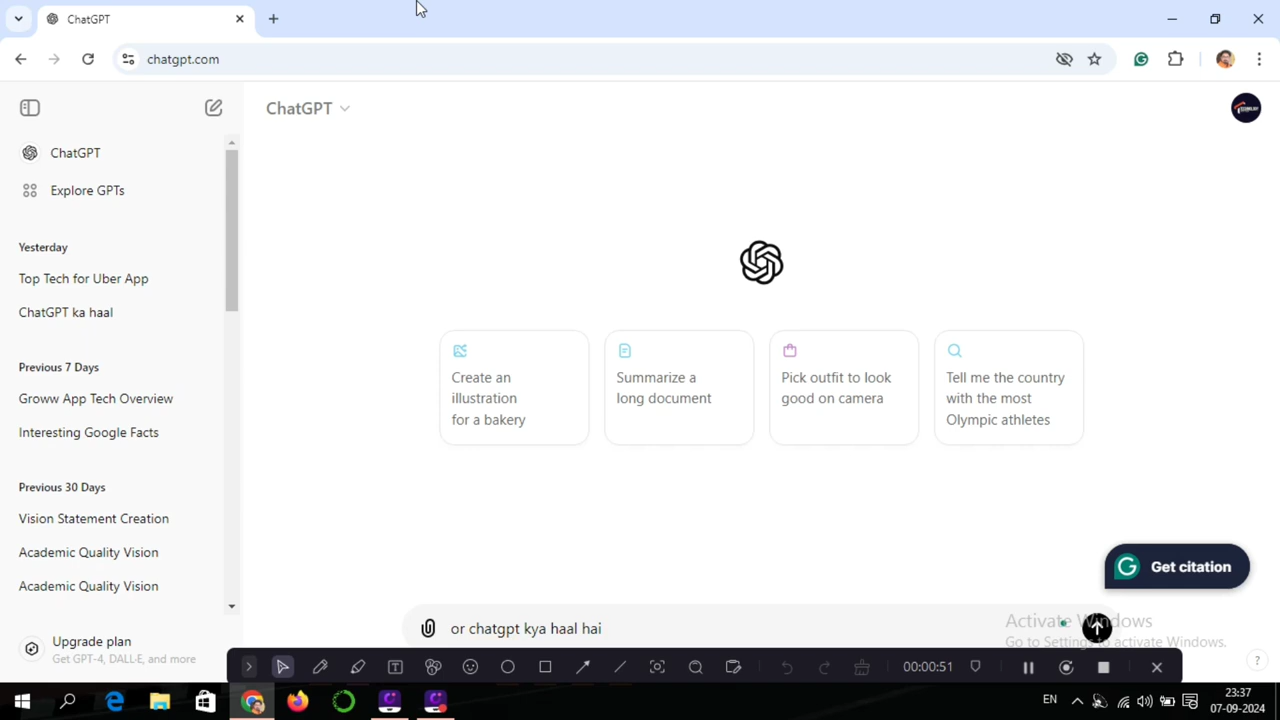 ChatGPT
chatgpt.com
ChatGPT
ChatGPT
Explore GPTs
Yesterday
Top Tech for Uber App
ChatGPT ka haal
Previous 7 Days
Groww App Tech Overview
Interesting Google Facts
Previous 30 Days
Vision Statement Creation
Academic Quality Vision
Academic Quality Vision
Upgrade plan
Get GPT-4, DALL·E, and more
Create an
illustration
for a bakery
Summarize a
long document
Pick outfit to look
good on camera
Tell me the country
with the most
Olympic athletes
Get citation
or chatgpt kya haal hai
Activate Windows
Go to Settings to activate Windows.
?
00:00:51
EN
23:37
07-09-2024